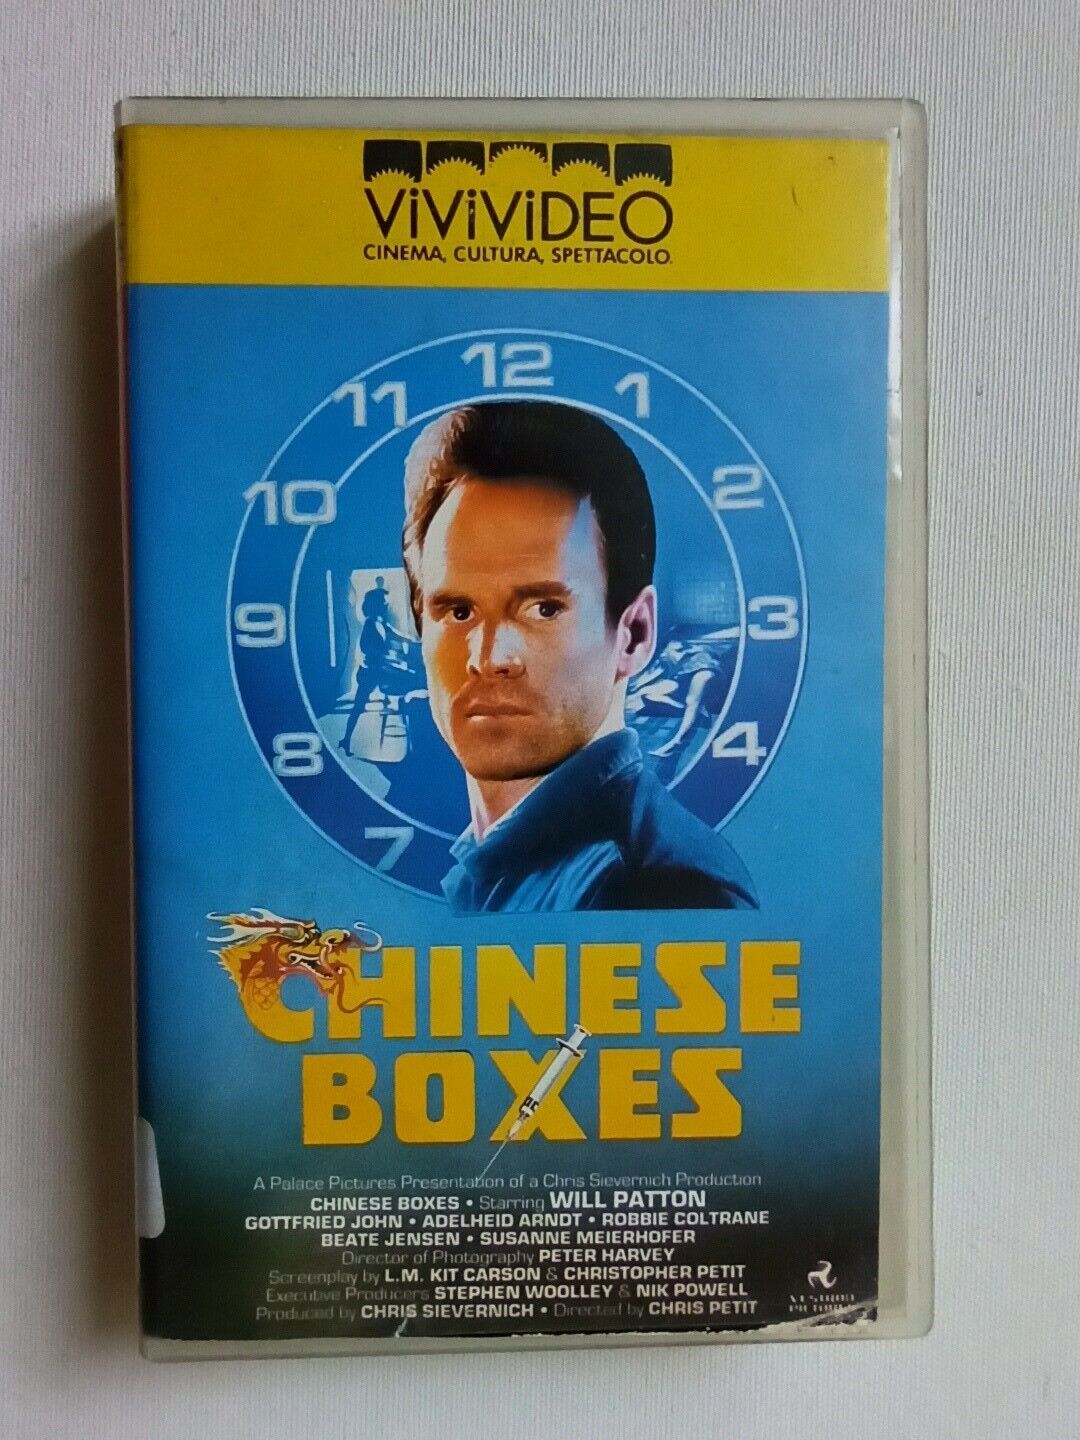 ViViViDEO
CINEMA, CULTURA, SPETTACOLO.
12
11
1
10
2
9
3
8
4
7
CHINESE
BOXES
A Palace Pictures Presentation of a Chris Sievernich Production
CHINESE BOXES • Starring WILL PATTON
GOTTFRIED JOHN • ADELHEID ARNDT • ROBBIE COLTRANE
BEATE JENSEN • SUSANNE MEIERHOFER
Director of Photography PETER HARVEY
Screenplay by L.M. KIT CARSON & CHRISTOPHER PETIT
Executive Producers STEPHEN WOOLLEY & NIK POWELL
Produced by CHRIS SIEVERNICH • Directed by CHRIS PETIT